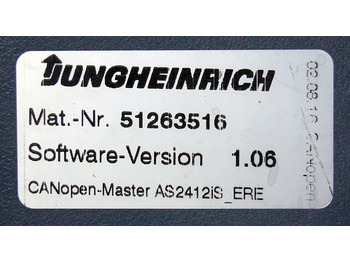 JUNGHEINRICH
Mat.-Nr. 51263516
Software-Version 1.06
CANopen-Master AS2412iS_ERE